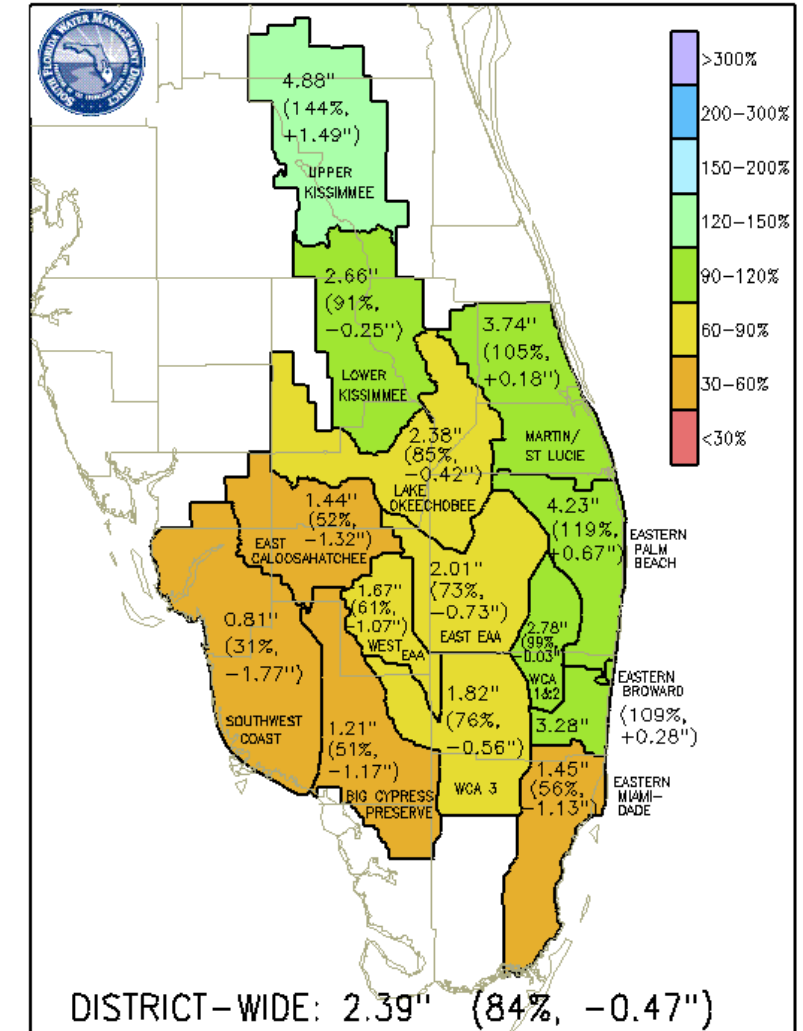 SOUTH FLORIDA WATER MANAGEMENT DISTRICT
>300%
200-300%
150-200%
120-150%
90-120%
60-90%
30-60%
<30%
4.88"
(144%,
+1.49")
UPPER
KISSIMMEE
2.66"
(91%,
-0.25")
LOWER
KISSIMMEE
3.74"
(105%,
+0.18")
MARTIN/
ST LUCIE
2.38"
(85%,
-0.42")
LAKE
OKEECHOBEE
4.23"
(119%,
+0.67")
EASTERN
PALM
BEACH
1.44"
(52%,
-1.32")
EAST
CALOOSAHATCHEE
2.01"
(73%,
-0.73")
EAST EAA
1.67"
(61%,
-1.07")
WEST EAA
2.78"
(99%,
-0.03")
WCA
1&2
0.81"
(31%,
-1.77")
SOUTHWEST
COAST
1.82"
(76%,
-0.56")
WCA 3
3.28"
EASTERN
BROWARD
(109%,
+0.28")
1.21"
(51%,
-1.17")
BIG CYPRESS
PRESERVE
1.45"
(56%,
-1.13")
EASTERN
MIAMI-
DADE
DISTRICT-WIDE: 2.39" (84%, -0.47")